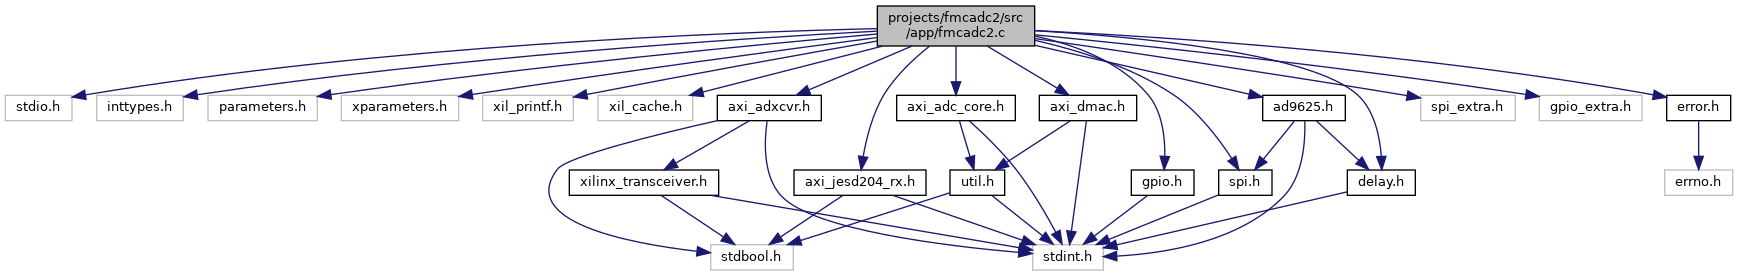 projects/fmcadc2/src
/app/fmcadc2.c
stdio.h
inttypes.h
parameters.h
xparameters.h
xil_printf.h
xil_cache.h
axi_adxcvr.h
axi_adc_core.h
axi_dmac.h
ad9625.h
spi_extra.h
gpio_extra.h
error.h
xilinx_transceiver.h
axi_jesd204_rx.h
util.h
gpio.h
spi.h
delay.h
errno.h
stdbool.h
stdint.h